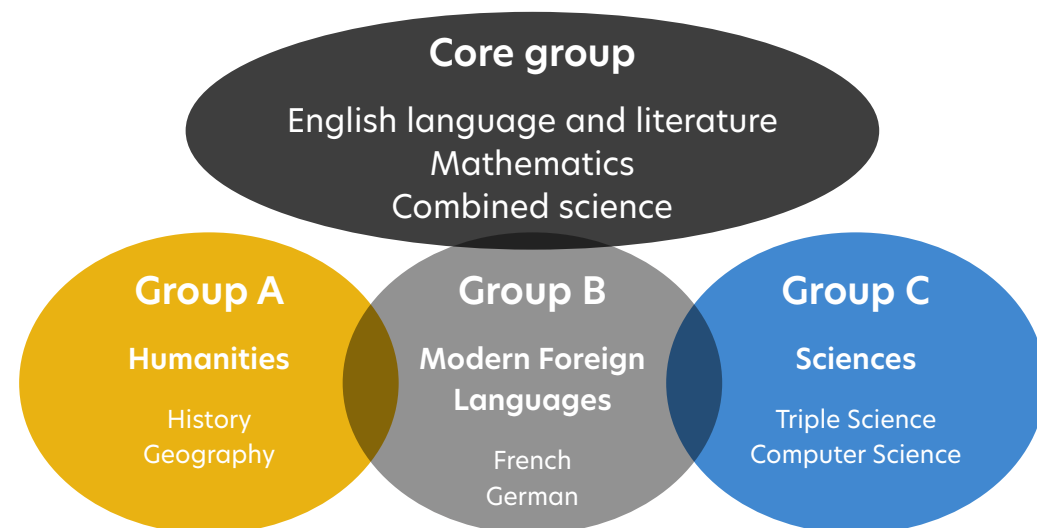 Core group
English language and literature
Mathematics
Combined science
Group A
Humanities
History
Geography
Group B
Modern Foreign
Languages
French
German
Group C
Sciences
Triple Science
Computer Science